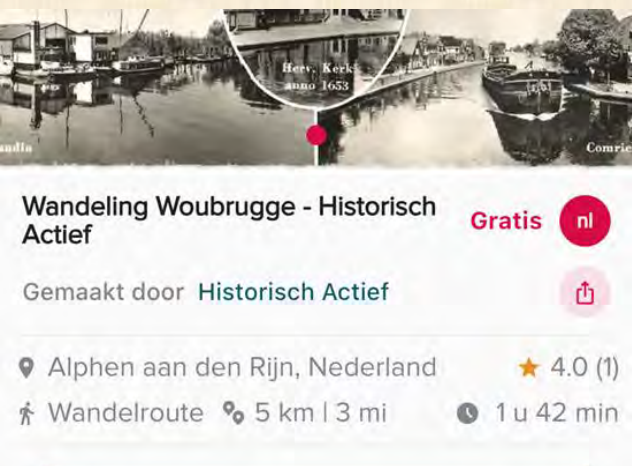 Herv. Kerk
anno 1653
andia
Comrie
Wandeling Woubrugge - Historisch
Actief
Gratis
nl
Gemaakt door Historisch Actief
Alphen aan den Rijn, Nederland
4.0 (1)
Wandelroute 5 km | 3 mi
1 u 42 min